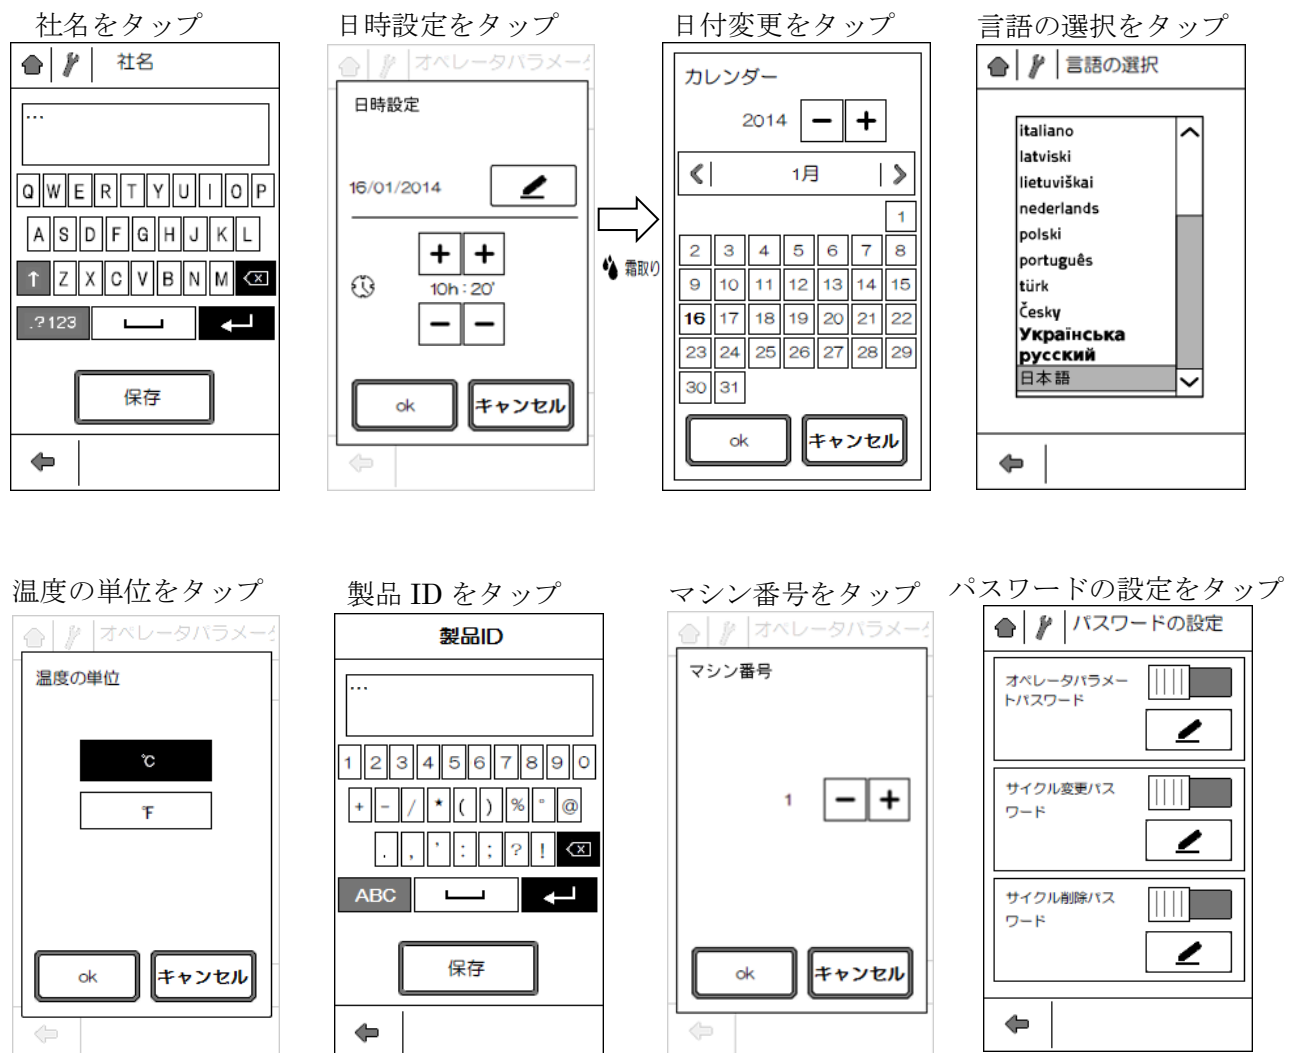 社名をタップ
社名
...
Q W E R T Y U I O P
A S D F G H J K L
↑ Z X C V B N M
.?123
保存
日時設定をタップ
オペレータパラメー
日時設定
16/01/2014
+ +
10h : 20'
− −
ok キャンセル
霜取り
日付変更をタップ
カレンダー
2014 − +
1月
1
2 3 4 5 6 7 8
9 10 11 12 13 14 15
16 17 18 19 20 21 22
23 24 25 26 27 28 29
30 31
ok キャンセル
言語の選択をタップ
言語の選択
italiano
latviski
lietuviškai
nederlands
polski
português
türk
Česky
Українська
русский
日本語
温度の単位をタップ
オペレータパラメー
温度の単位
℃
℉
ok キャンセル
製品 ID をタップ
製品ID
...
1 2 3 4 5 6 7 8 9 0
+ - / * ( ) % ° @
. , ' : ; ? !
ABC
保存
マシン番号をタップ
オペレータパラメー
マシン番号
1 − +
ok キャンセル
パスワードの設定をタップ
パスワードの設定
オペレータパラメー
トパスワード
サイクル変更パス
ワード
サイクル削除パス
ワード